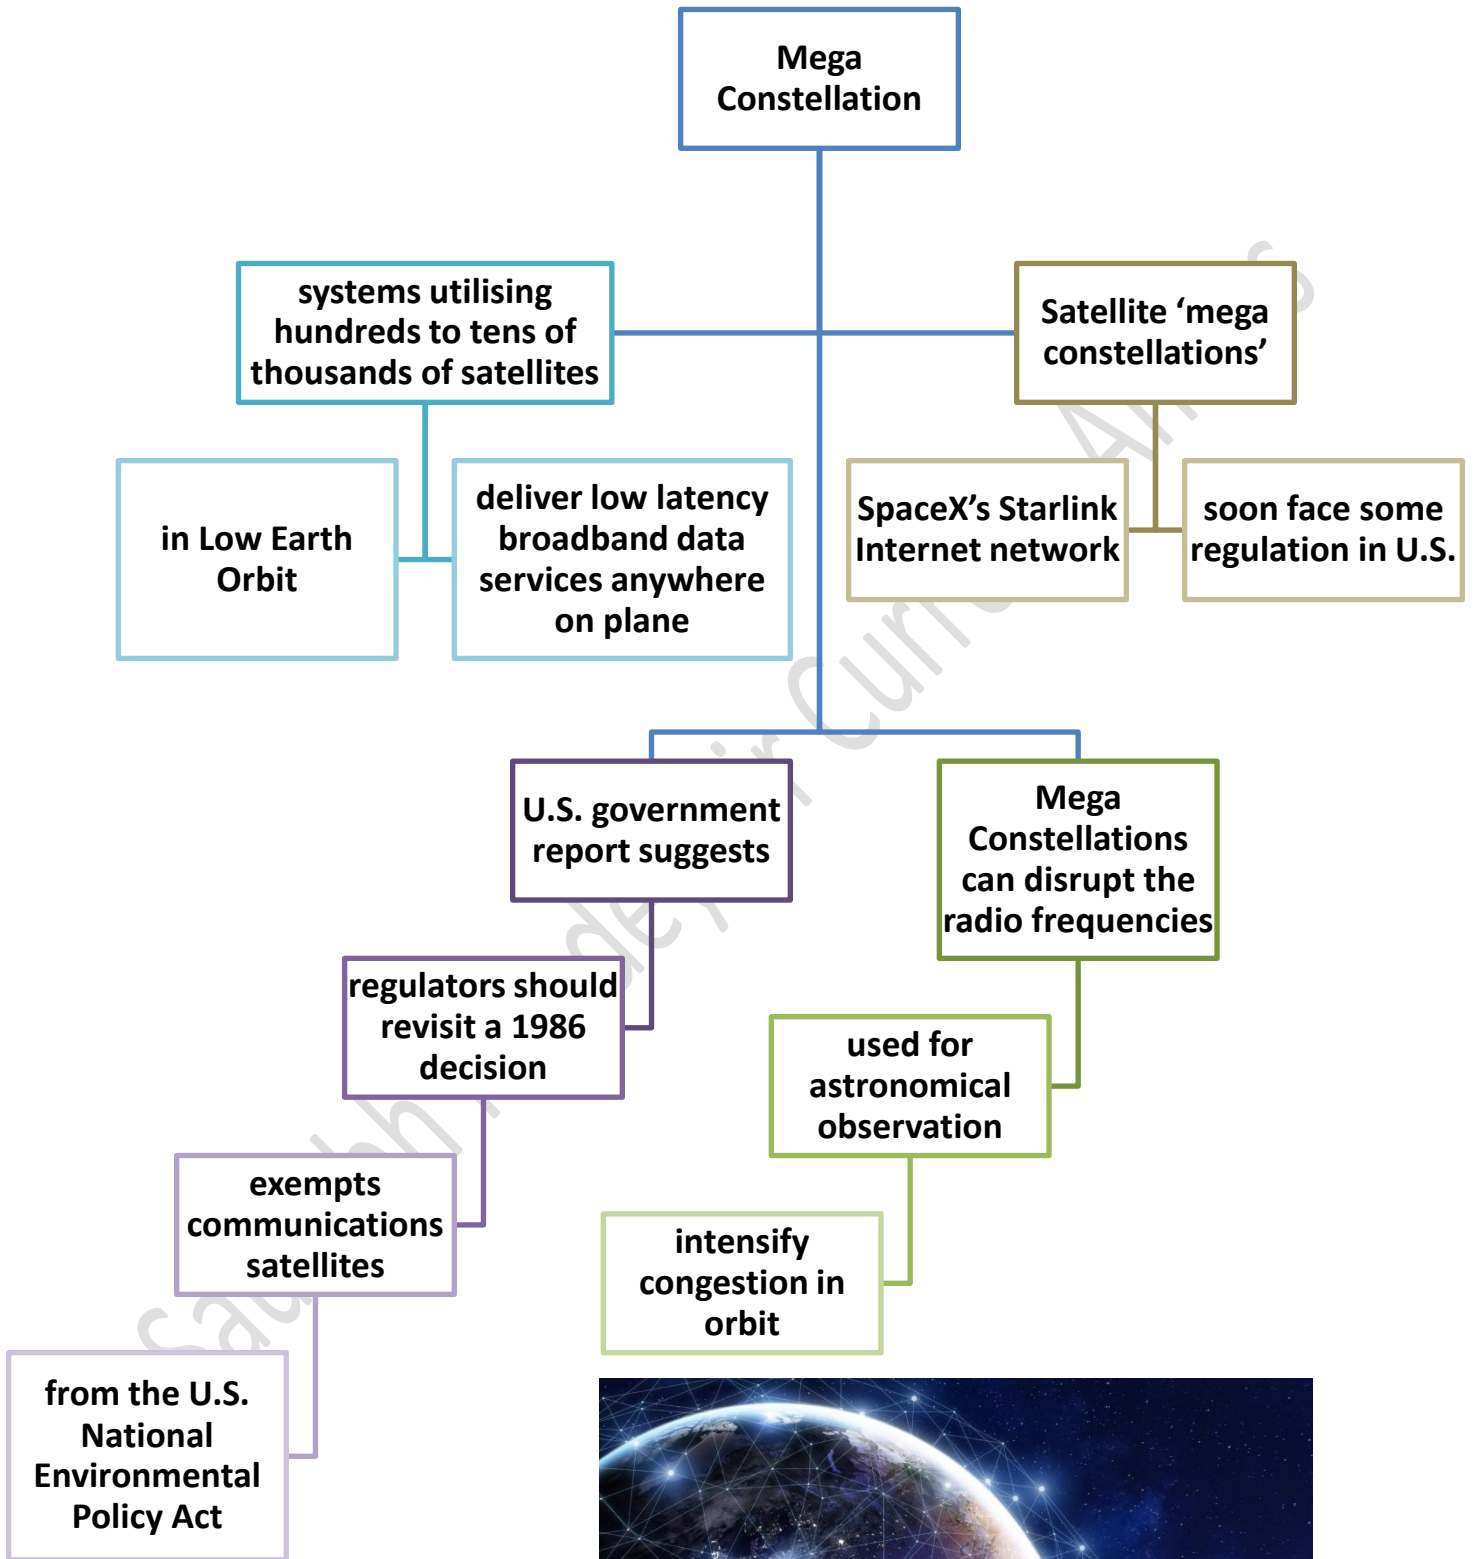 Mega
Constellation
systems utilising
hundreds to tens of
thousands of satellites
Satellite ‘mega
constellations’
in Low Earth
Orbit
deliver low latency
broadband data
services anywhere
on plane
SpaceX’s Starlink
Internet network
soon face some
regulation in U.S.
U.S. government
report suggests
Mega
Constellations
can disrupt the
radio frequencies
regulators should
revisit a 1986
decision
used for
astronomical
observation
exempts
communications
satellites
intensify
congestion in
orbit
from the U.S.
National
Environmental
Policy Act